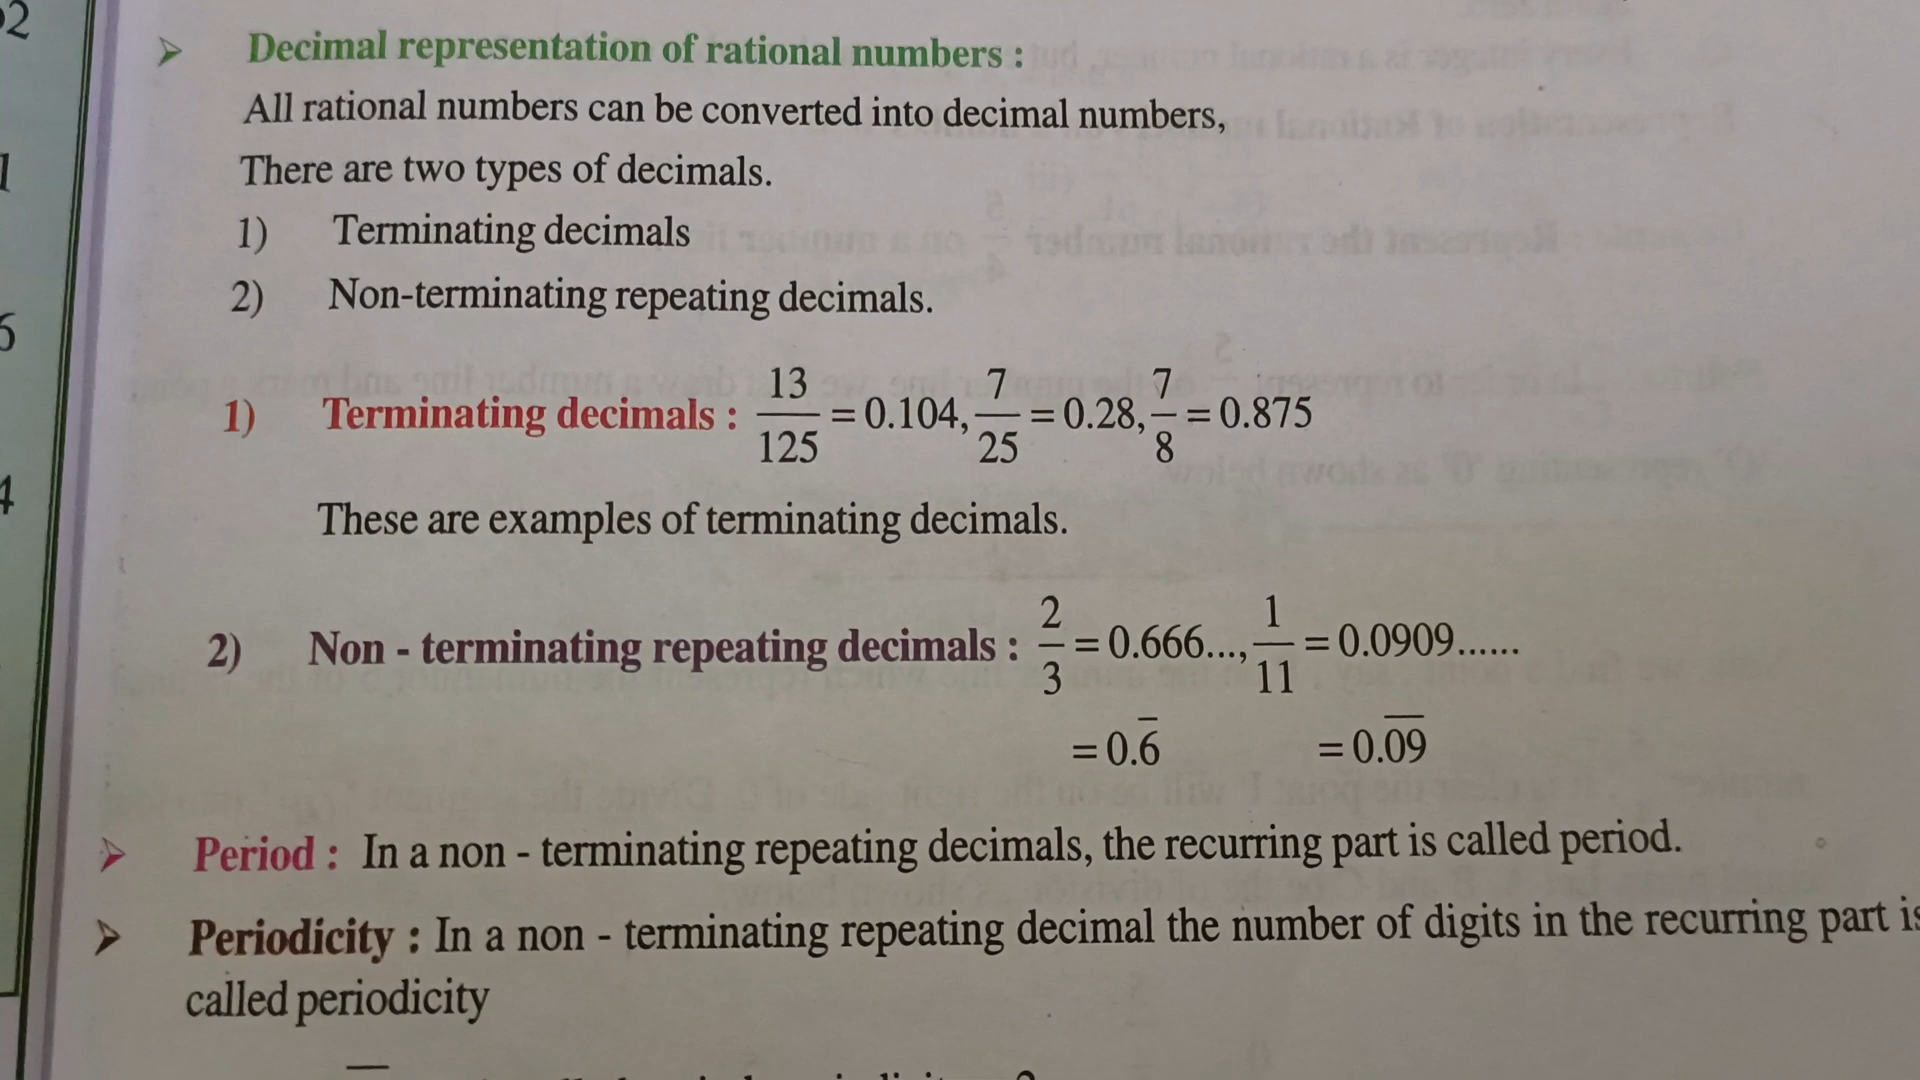 ➢ Decimal representation of rational numbers :
All rational numbers can be converted into decimal numbers,
There are two types of decimals.
1) Terminating decimals
2) Non-terminating repeating decimals.
1) Terminating decimals : 13/125 = 0.104, 7/25 = 0.28, 7/8 = 0.875
These are examples of terminating decimals.
2) Non - terminating repeating decimals : 2/3 = 0.666..., 1/11 = 0.0909......
= 0.6̅ = 0.0̅9̅
➢ Period : In a non - terminating repeating decimals, the recurring part is called period.
➢ Periodicity : In a non - terminating repeating decimal the number of digits in the recurring part is
called periodicity